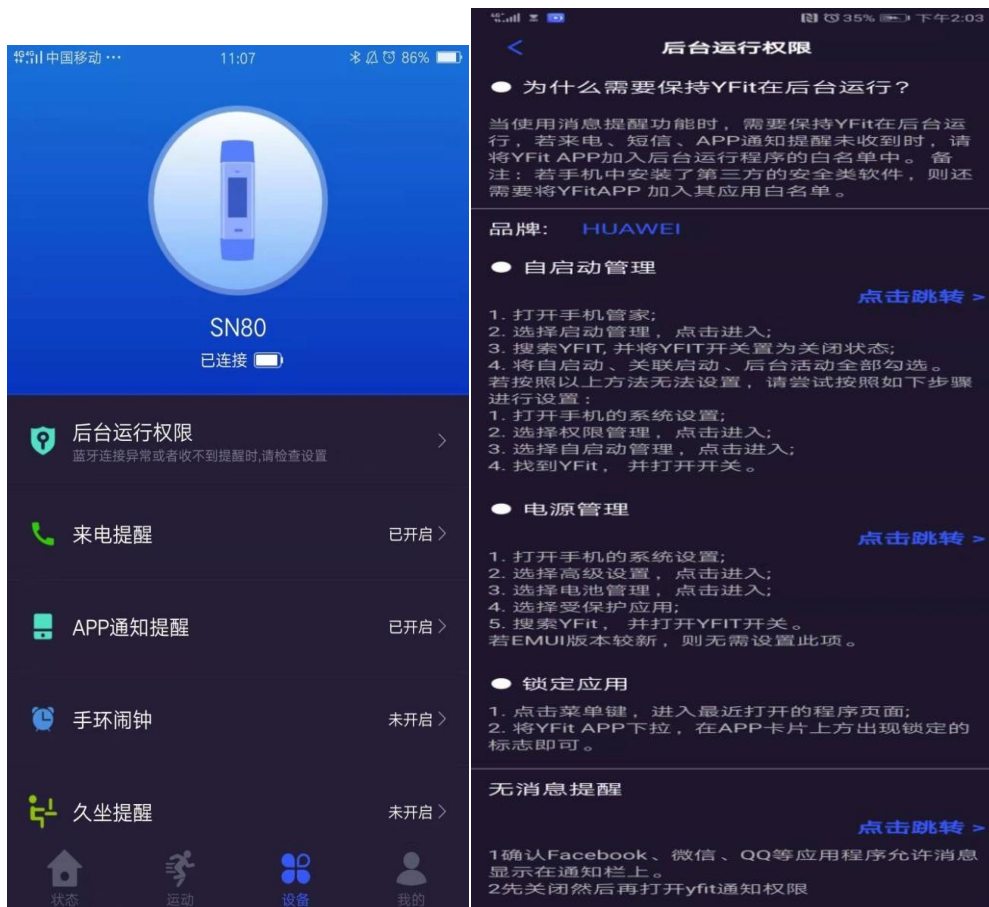 中国移动 ···
11:07
86%
SN80
已连接
后台运行权限
蓝牙连接异常或者收不到提醒时,请检查设置
来电提醒
已开启
APP通知提醒
已开启
手环闹钟
未开启
久坐提醒
未开启
状态
运动
设备
我的
35%
下午2:03
后台运行权限
● 为什么需要保持YFit在后台运行?
当使用消息提醒功能时，需要保持YFit在后台运
行，若来电、短信、APP通知提醒未收到时，请
将YFit APP加入后台运行程序的白名单中。备
注：若手机中安装了第三方的安全类软件，则还
需要将YFitAPP 加入其应用白名单。
品牌: HUAWEI
● 自启动管理
点击跳转 >
1. 打开手机管家;
2. 选择启动管理，点击进入;
3. 搜索YFIT, 并将YFIT开关置为关闭状态;
4. 将自启动、关联启动、后台活动全部勾选。
若按照以上方法无法设置，请尝试按照如下步骤
进行设置：
1. 打开手机的系统设置;
2. 选择权限管理，点击进入;
3. 选择自启动管理，点击进入;
4. 找到YFit， 并打开开关。
● 电源管理
点击跳转 >
1. 打开手机的系统设置;
2. 选择高级设置，点击进入;
3. 选择电池管理，点击进入;
4. 选择受保护应用;
5. 搜索YFit， 并打开YFIT开关。
若EMUI版本较新，则无需设置此项。
● 锁定应用
1. 点击菜单键，进入最近打开的程序页面;
2. 将YFit APP下拉，在APP卡片上方出现锁定的
标志即可。
无消息提醒
点击跳转 >
1确认Facebook、微信、QQ等应用程序允许消息
显示在通知栏上。
2先关闭然后再打开yfit通知权限